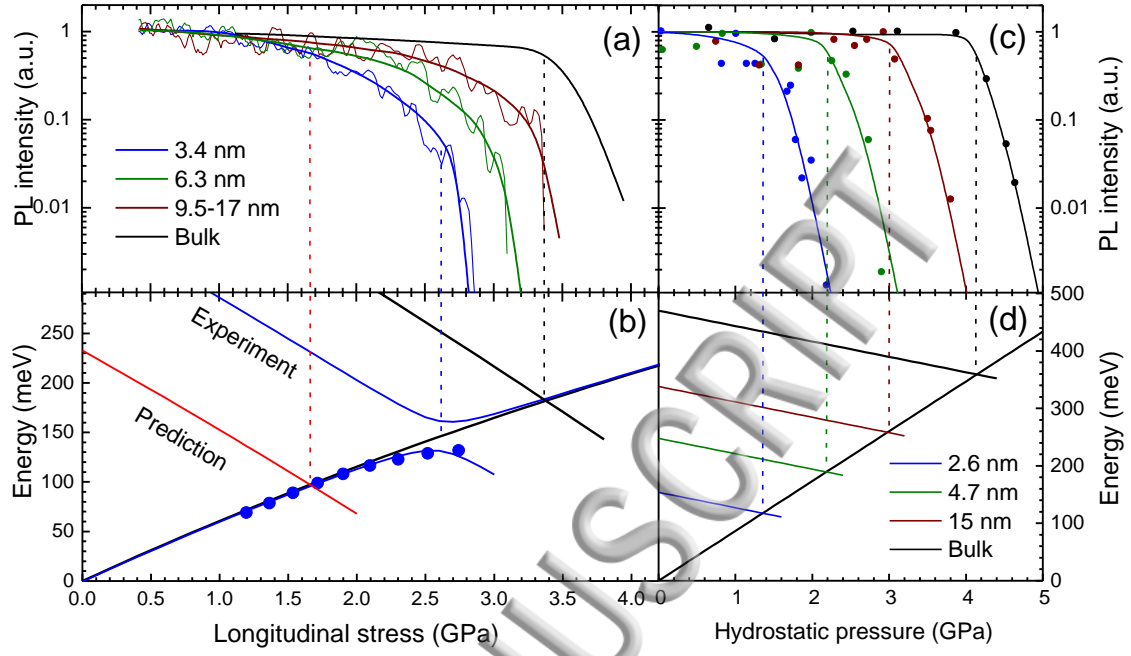 (a)
PL intensity (a.u.)
1
0.1
0.01
3.4 nm
6.3 nm
9.5-17 nm
Bulk
(c)
PL intensity (a.u.)
1
0.1
0.01
(b)
Energy (meV)
250
200
150
100
50
0
Experiment
Prediction
0.0 0.5 1.0 1.5 2.0 2.5 3.0 3.5 4.0
Longitudinal stress (GPa)
(d)
Energy (meV)
500
400
300
200
100
0
2.6 nm
4.7 nm
15 nm
Bulk
0 1 2 3 4 5
Hydrostatic pressure (GPa)
USCRIPT